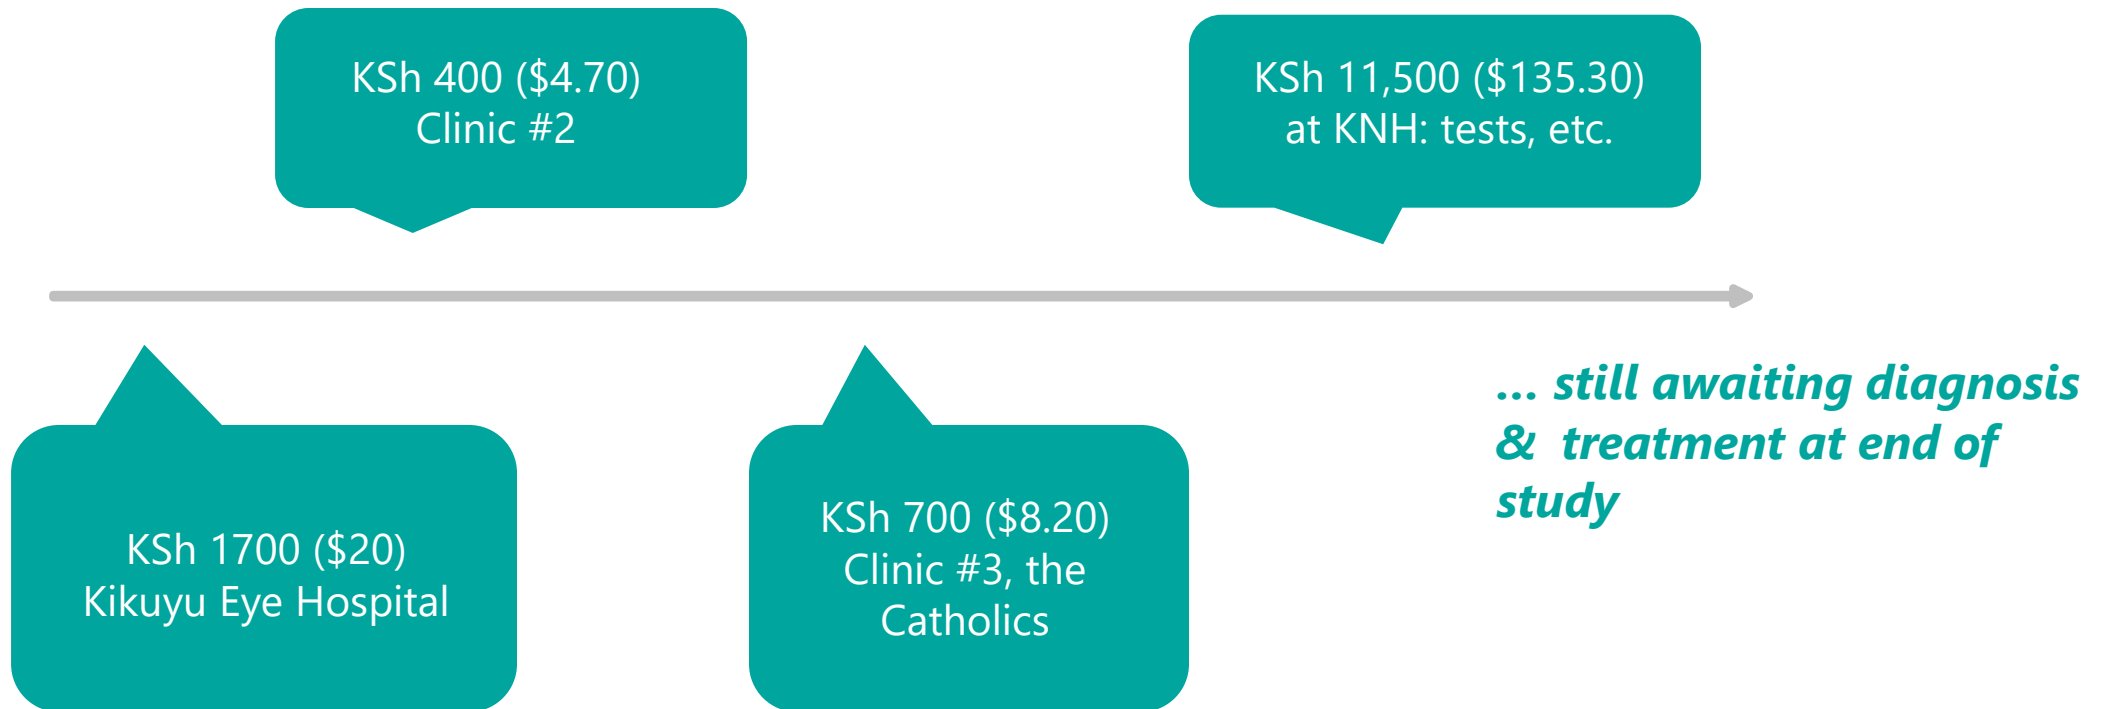 KSh 400 ($4.70)
Clinic #2
KSh 11,500 ($135.30)
at KNH: tests, etc.
KSh 1700 ($20)
Kikuyu Eye Hospital
KSh 700 ($8.20)
Clinic #3, the
Catholics
... still awaiting diagnosis
& treatment at end of
study